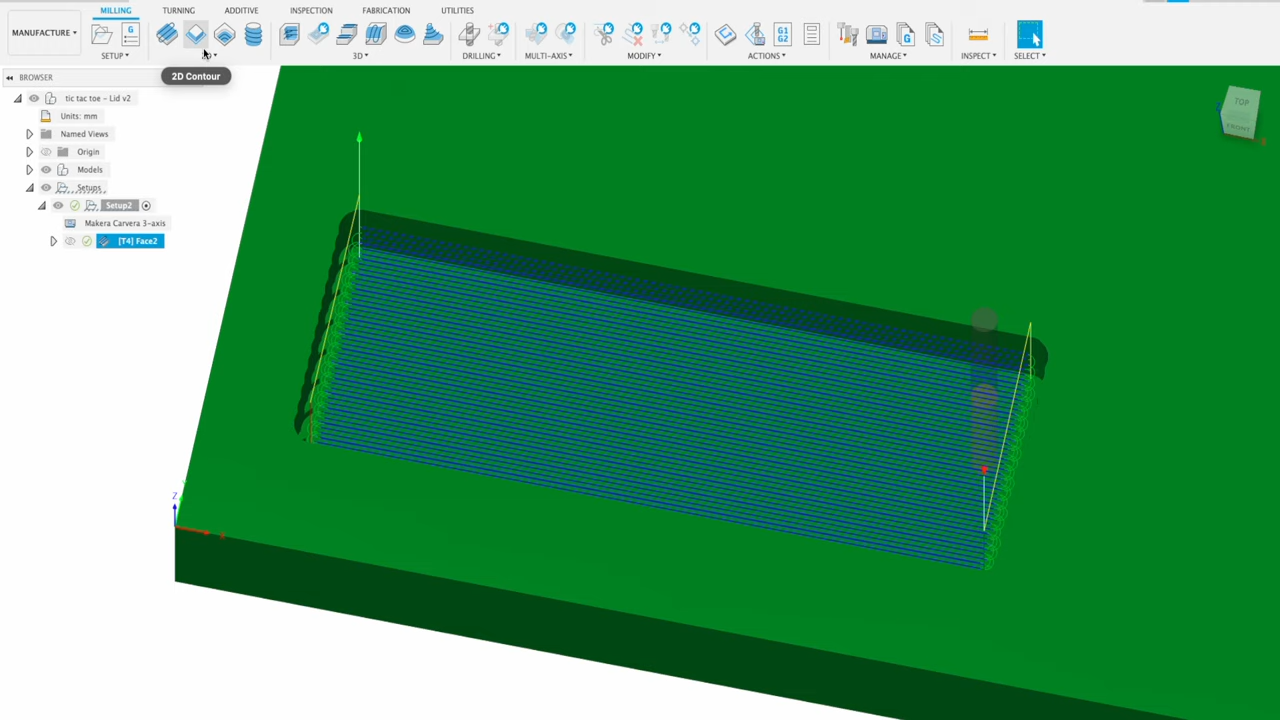 MILLING TURNING ADDITIVE INSPECTION FABRICATION UTILITIES
MANUFACTURE
G G1 G2 G
SETUP 3D DRILLING MULTI-AXIS MODIFY ACTIONS MANAGE INSPECT SELECT
BROWSER
2D Contour
tic tac toe - Lid v2
Units: mm
Named Views
Origin
Models
Setups
Setup2
Makera Carvera 3-axis
[T4] Face2
TOP
FRONT
Z